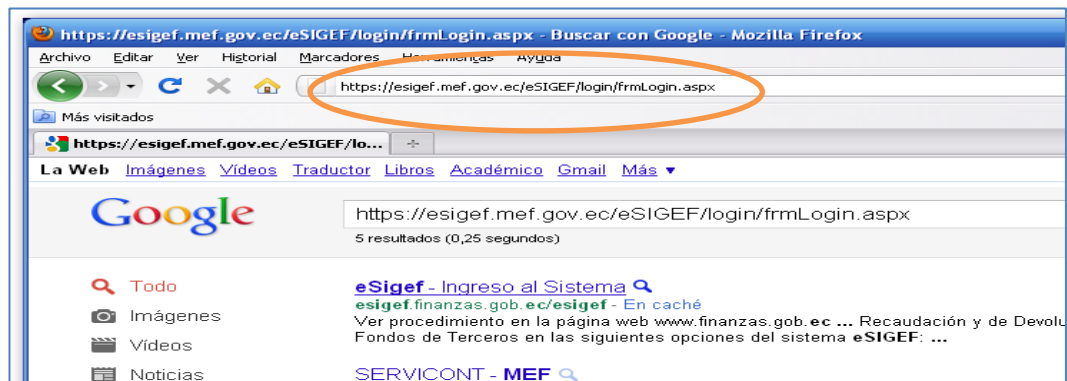 https://esigef.mef.gov.ec/eSIGEF/login/frmLogin.aspx - Buscar con Google - Mozilla Firefox
Archivo Editar Ver Historial Marcadores Herramientas Ayuda
https://esigef.mef.gov.ec/eSIGEF/login/frmLogin.aspx
Más visitados
https://esigef.mef.gov.ec/eSIGEF/lo...
La Web Imágenes Vídeos Traductor Libros Académico Gmail Más ▼
Google https://esigef.mef.gov.ec/eSIGEF/login/frmLogin.aspx
5 resultados (0,25 segundos)
Todo
eSigef - Ingreso al Sistema
esigef.finanzas.gob.ec/esigef - En caché
Imágenes
Ver procedimiento en la página web www.finanzas.gob.ec ... Recaudación y de Devolu
Fondos de Terceros en las siguientes opciones del sistema eSIGEF: ...
Vídeos
Noticias
SERVICONT - MEF